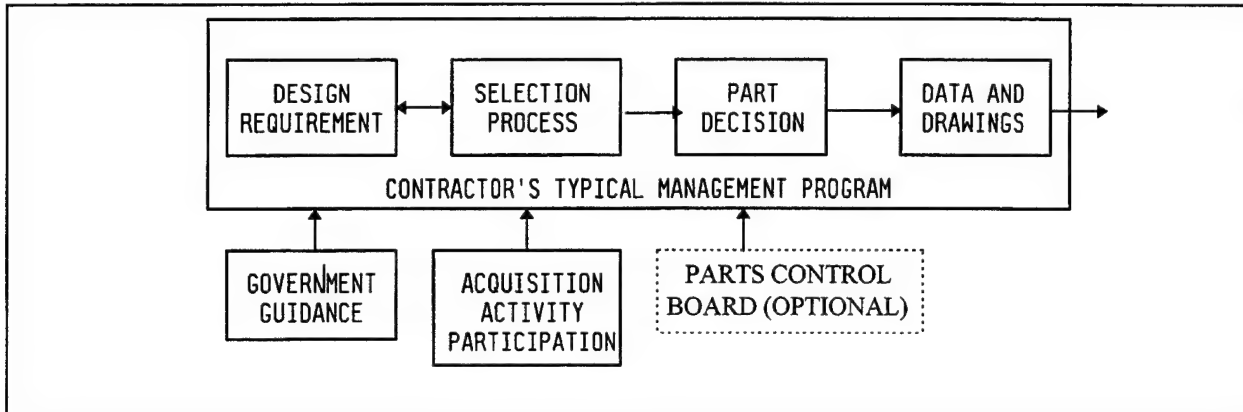 DESIGN
REQUIREMENT
SELECTION
PROCESS
PART
DECISION
DATA AND
DRAWINGS
CONTRACTOR'S TYPICAL MANAGEMENT PROGRAM
GOVERNMENT
GUIDANCE
ACQUISITION
ACTIVITY
PARTICIPATION
PARTS CONTROL
BOARD (OPTIONAL)